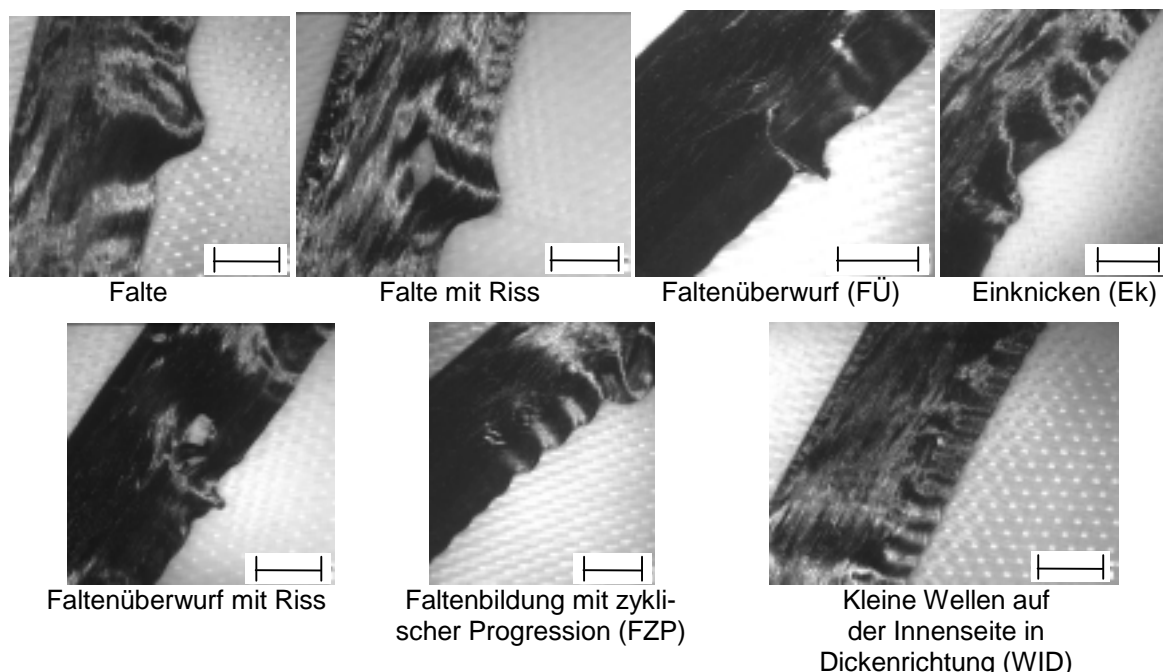 Falte
Falte mit Riss
Faltenüberwurf (FÜ)
Einknicken (Ek)
Faltenüberwurf mit Riss
Faltenbildung mit zykli-
scher Progression (FZP)
Kleine Wellen auf
der Innenseite in
Dickenrichtung (WID)